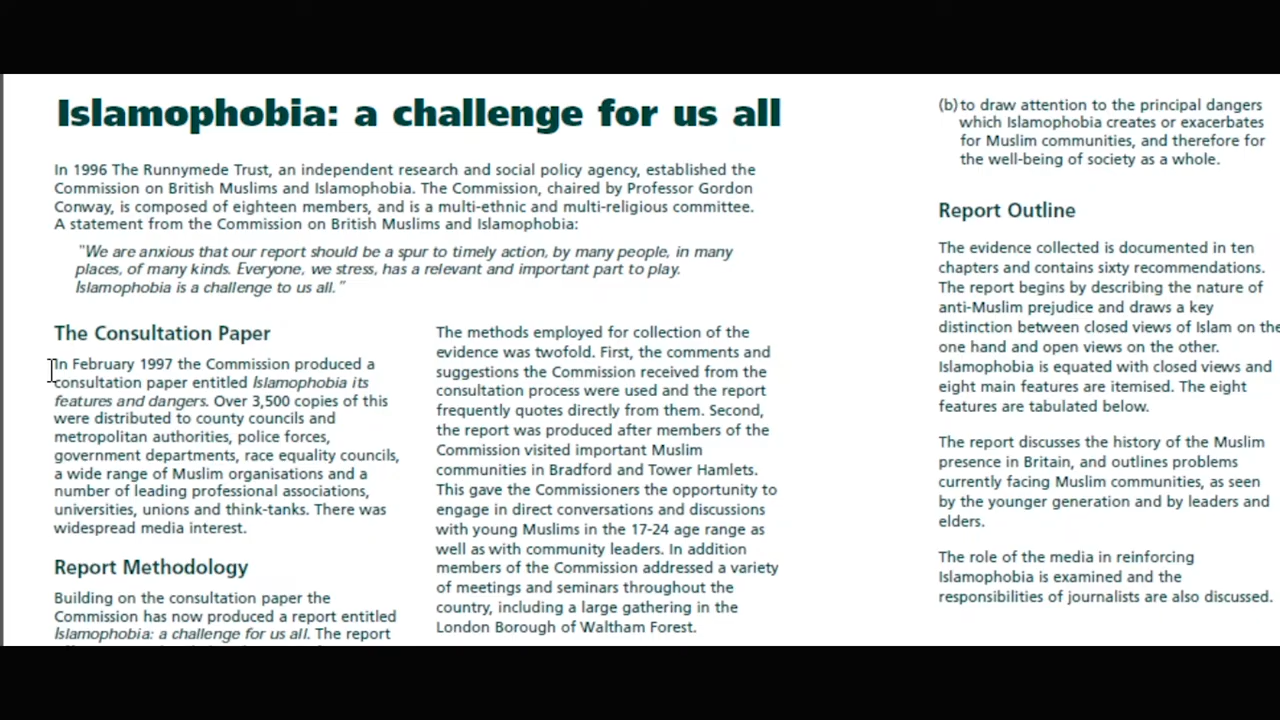 Islamophobia: a challenge for us all
In 1996 The Runnymede Trust, an independent research and social policy agency, established the
Commission on British Muslims and Islamophobia. The Commission, chaired by Professor Gordon
Conway, is composed of eighteen members, and is a multi-ethnic and multi-religious committee.
A statement from the Commission on British Muslims and Islamophobia:
"We are anxious that our report should be a spur to timely action, by many people, in many
places, of many kinds. Everyone, we stress, has a relevant and important part to play.
Islamophobia is a challenge to us all."
The Consultation Paper
In February 1997 the Commission produced a
consultation paper entitled Islamophobia its
features and dangers. Over 3,500 copies of this
were distributed to county councils and
metropolitan authorities, police forces,
government departments, race equality councils,
a wide range of Muslim organisations and a
number of leading professional associations,
universities, unions and think-tanks. There was
widespread media interest.
Report Methodology
Building on the consultation paper the
Commission has now produced a report entitled
Islamophobia: a challenge for us all. The report
The methods employed for collection of the
evidence was twofold. First, the comments and
suggestions the Commission received from the
consultation process were used and the report
frequently quotes directly from them. Second,
the report was produced after members of the
Commission visited important Muslim
communities in Bradford and Tower Hamlets.
This gave the Commissioners the opportunity to
engage in direct conversations and discussions
with young Muslims in the 17-24 age range as
well as with community leaders. In addition
members of the Commission addressed a variety
of meetings and seminars throughout the
country, including a large gathering in the
London Borough of Waltham Forest.
(b) to draw attention to the principal dangers
which Islamophobia creates or exacerbates
for Muslim communities, and therefore for
the well-being of society as a whole.
Report Outline
The evidence collected is documented in ten
chapters and contains sixty recommendations.
The report begins by describing the nature of
anti-Muslim prejudice and draws a key
distinction between closed views of Islam on the
one hand and open views on the other.
Islamophobia is equated with closed views and
eight main features are itemised. The eight
features are tabulated below.
The report discusses the history of the Muslim
presence in Britain, and outlines problems
currently facing Muslim communities, as seen
by the younger generation and by leaders and
elders.
The role of the media in reinforcing
Islamophobia is examined and the
responsibilities of journalists are also discussed.